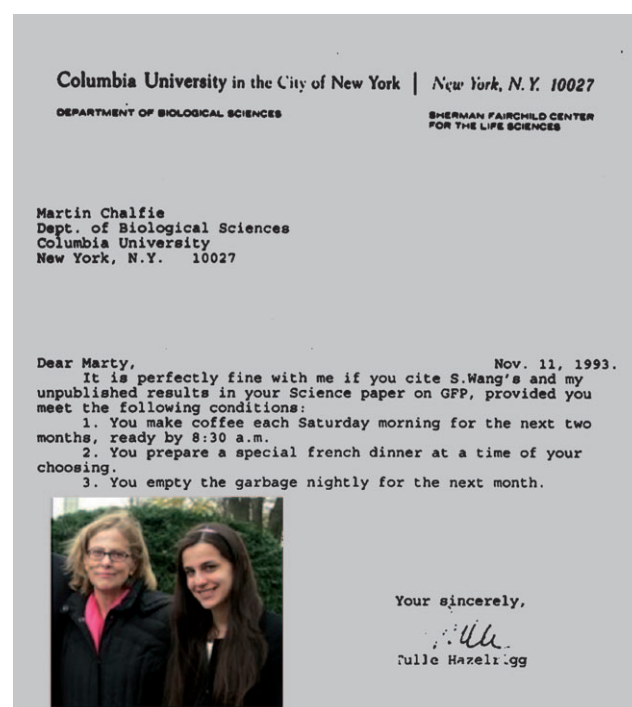 Columbia University in the City of New York | New York, N.Y. 10027
DEPARTMENT OF BIOLOGICAL SCIENCES
SHERMAN FAIRCHILD CENTER
FOR THE LIFE SCIENCES
Martin Chalfie
Dept. of Biological Sciences
Columbia University
New York, N.Y. 10027
Dear Marty, Nov. 11, 1993.
It is perfectly fine with me if you cite S.Wang's and my
unpublished results in your Science paper on GFP, provided you
meet the following conditions:
1. You make coffee each Saturday morning for the next two
months, ready by 8:30 a.m.
2. You prepare a special french dinner at a time of your
choosing.
3. You empty the garbage nightly for the next month.
Your sincerely,
Tulle Hazelrigg